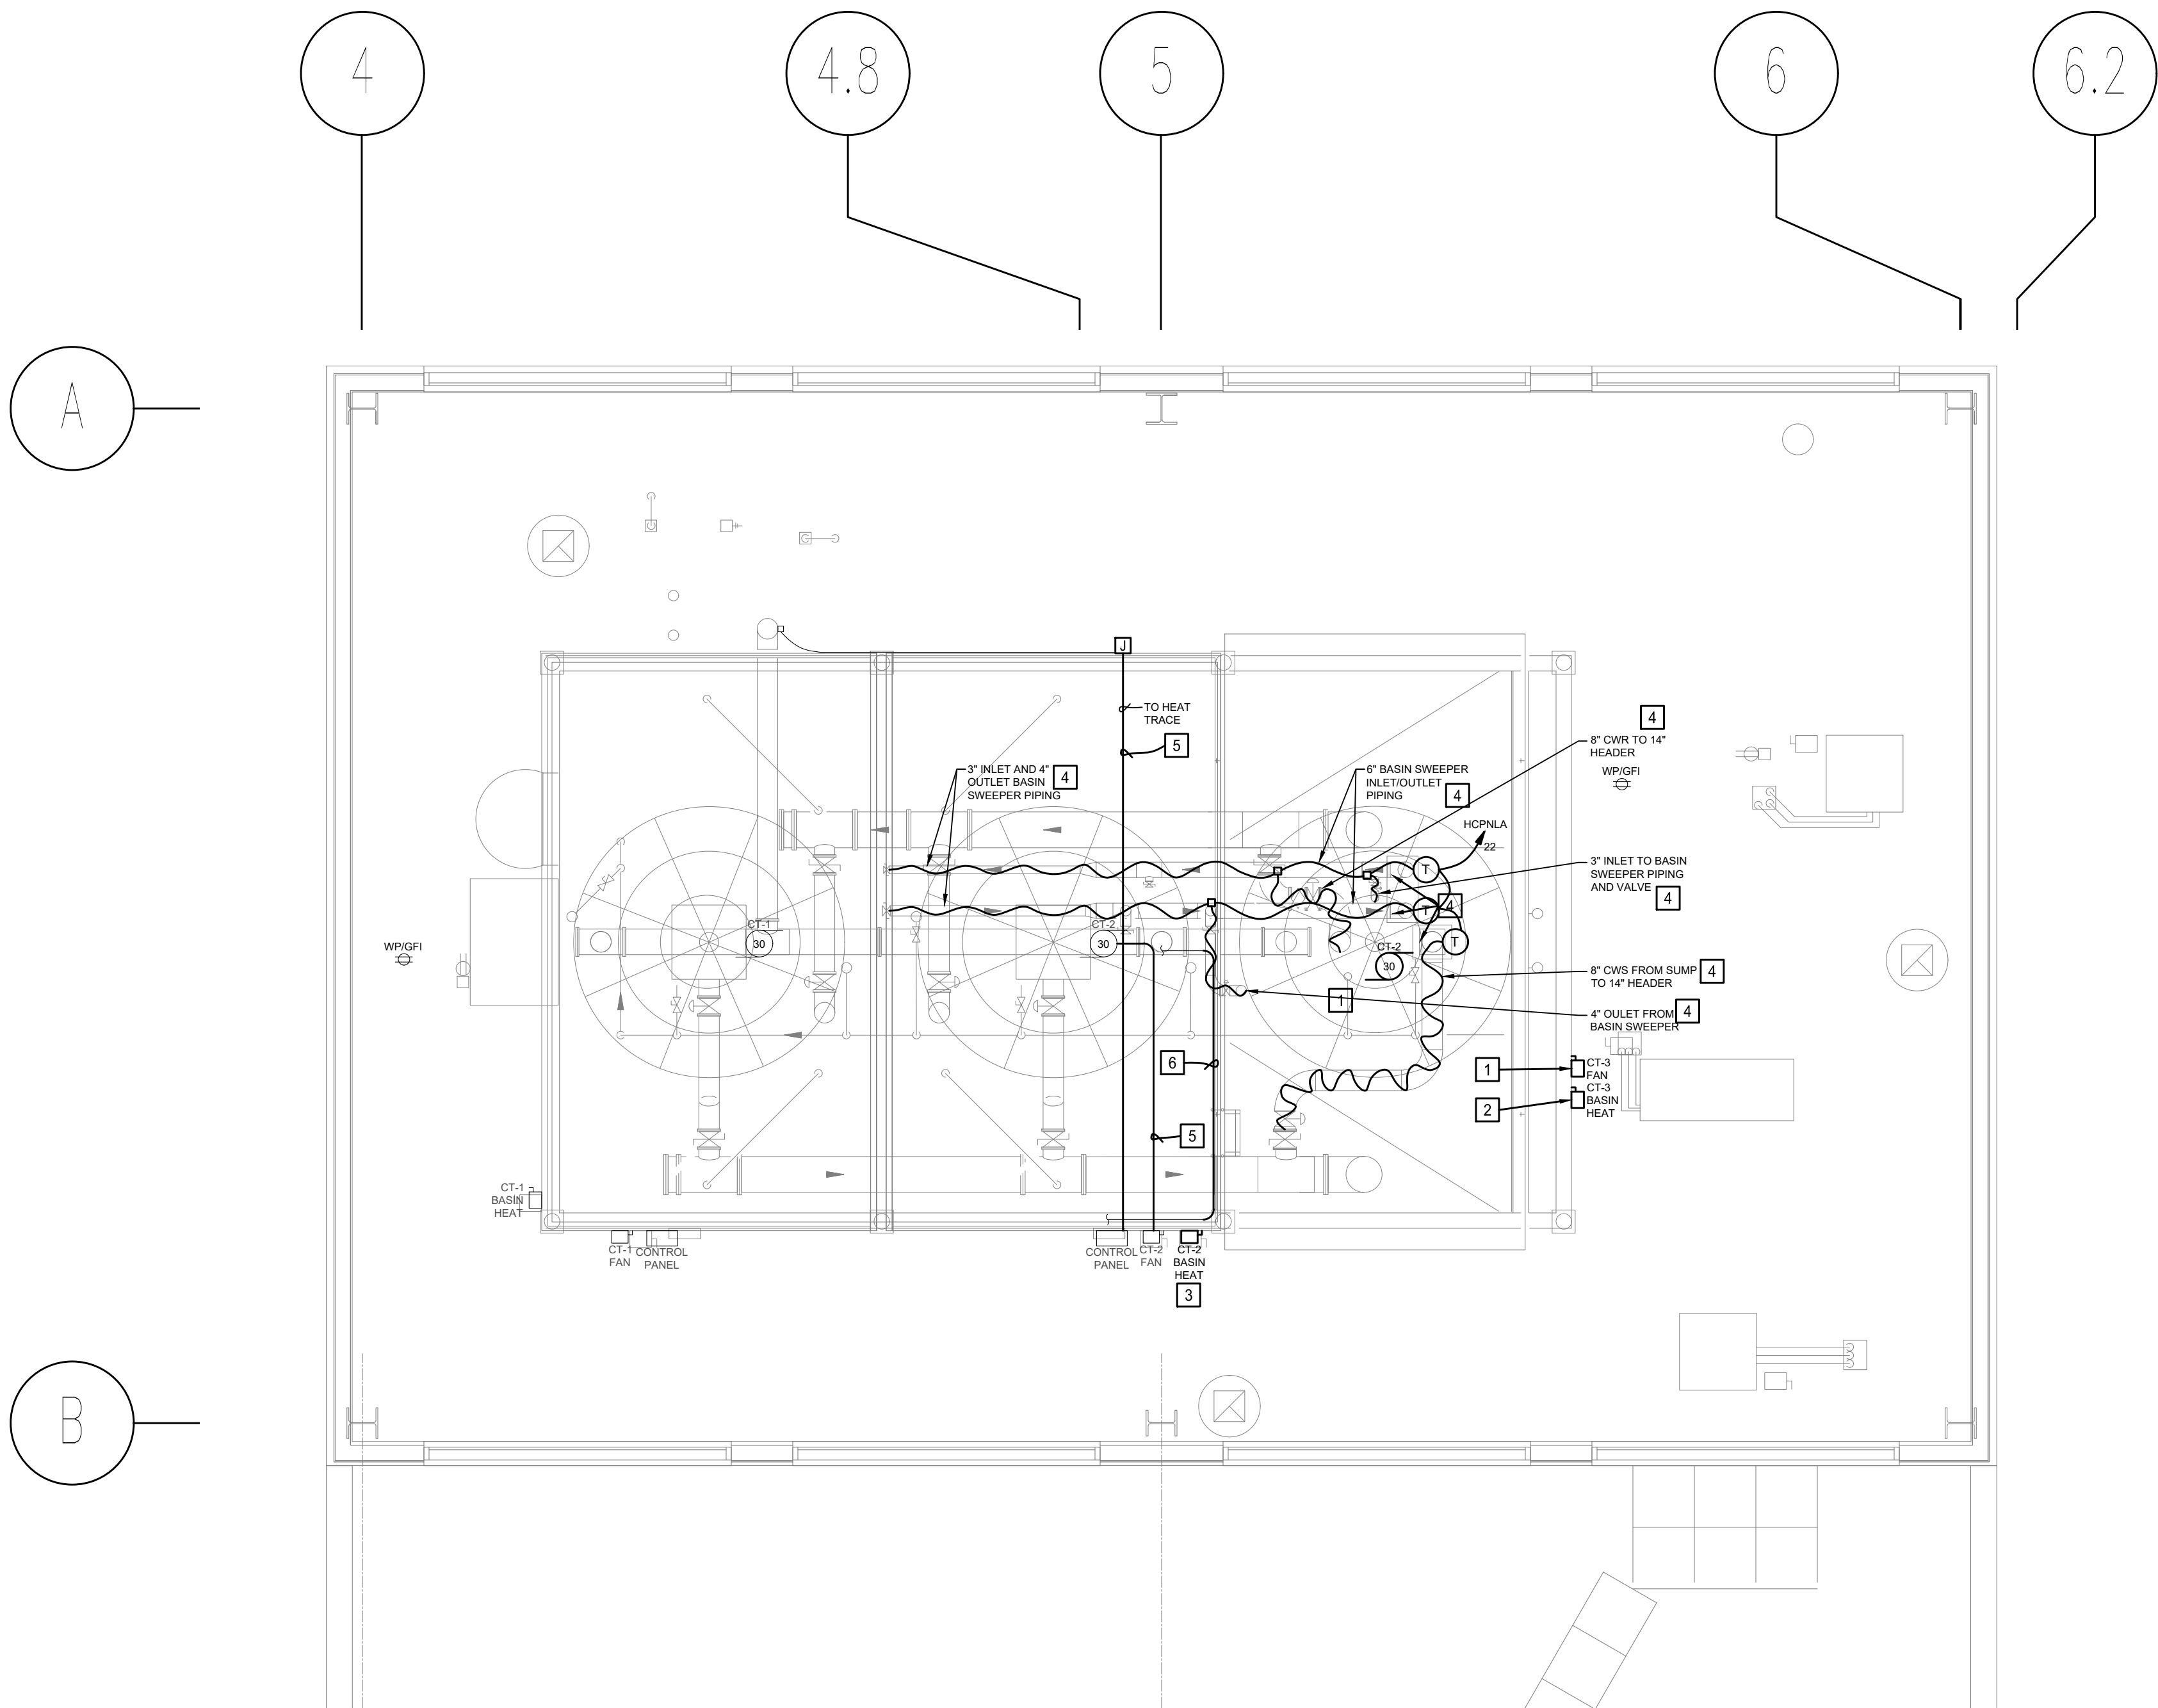 4
4.8
5
6
6.2
A
J
TO HEAT
TRACE
5
4
8" CWR TO 14"
HEADER
WP/GFI
3" INLET AND 4"
OUTLET BASIN
SWEEPER PIPING
4
6" BASIN SWEEPER
INLET/OUTLET
PIPING
4
HCPNLA
22
3" INLET TO BASIN
SWEEPER PIPING
AND VALVE
4
T
T
4
T
CT-1
30
CT-2
30
CT-2
30
WP/GFI
8" CWS FROM SUMP
TO 14" HEADER
4
1
4" OULET FROM
BASIN SWEEPER
4
6
1
CT-3
FAN
2
CT-3
BASIN
HEAT
5
CT-1
BASIN
HEAT
CT-1
FAN
CONTROL
PANEL
CONTROL
PANEL
CT-2
FAN
CT-2
BASIN
HEAT
3
B